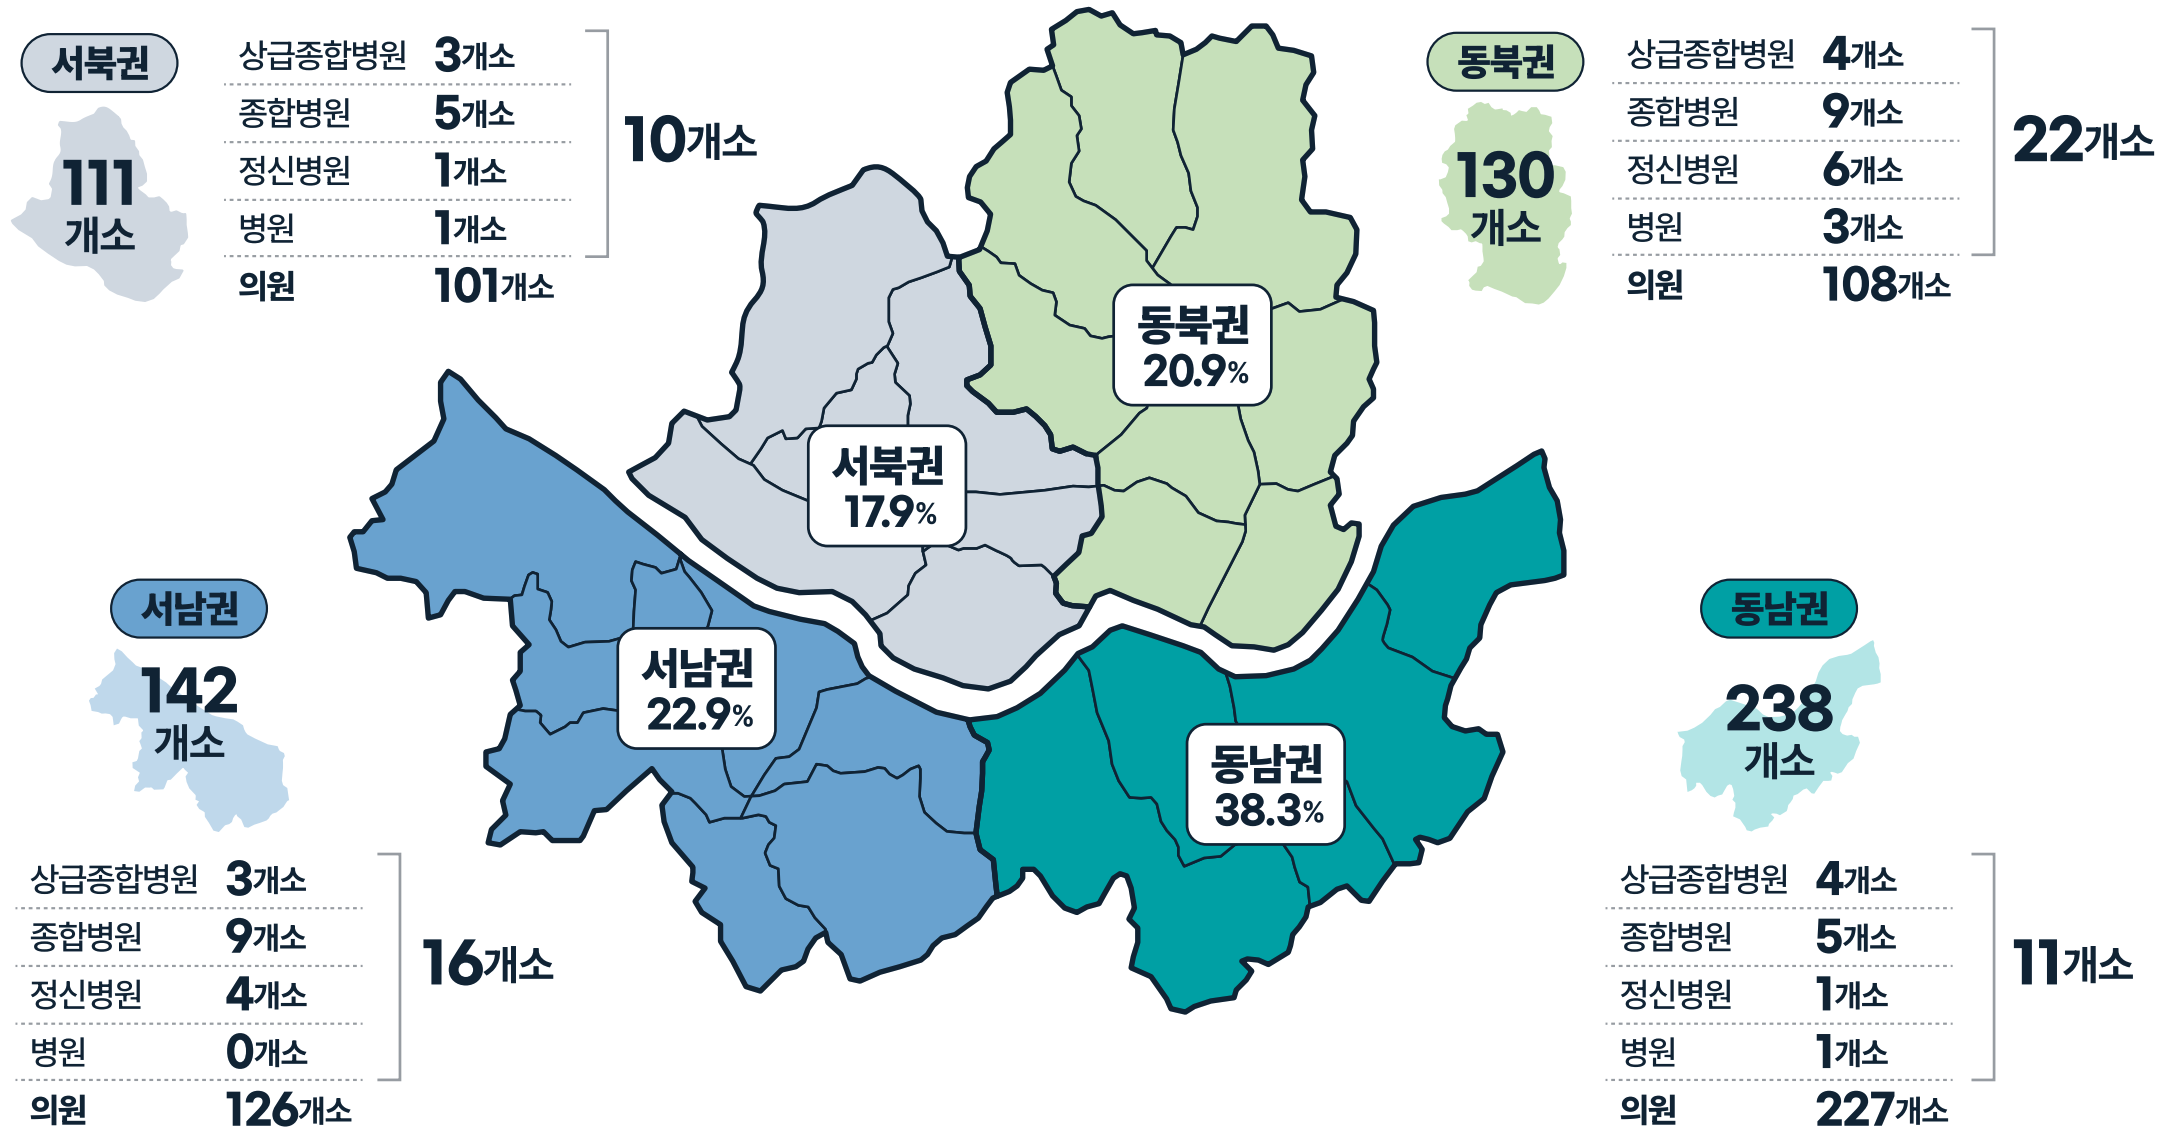 서북권
111
개소
상급종합병원 3개소
종합병원 5개소
정신병원 1개소
병원 1개소
10개소
의원 101개소
동북권
130
개소
상급종합병원 4개소
종합병원 9개소
정신병원 6개소
병원 3개소
22개소
의원 108개소
동북권
20.9%
서북권
17.9%
서남권
22.9%
동남권
38.3%
서남권
142
개소
상급종합병원 3개소
종합병원 9개소
정신병원 4개소
병원 0개소
16개소
의원 126개소
동남권
238
개소
상급종합병원 4개소
종합병원 5개소
정신병원 1개소
병원 1개소
11개소
의원 227개소